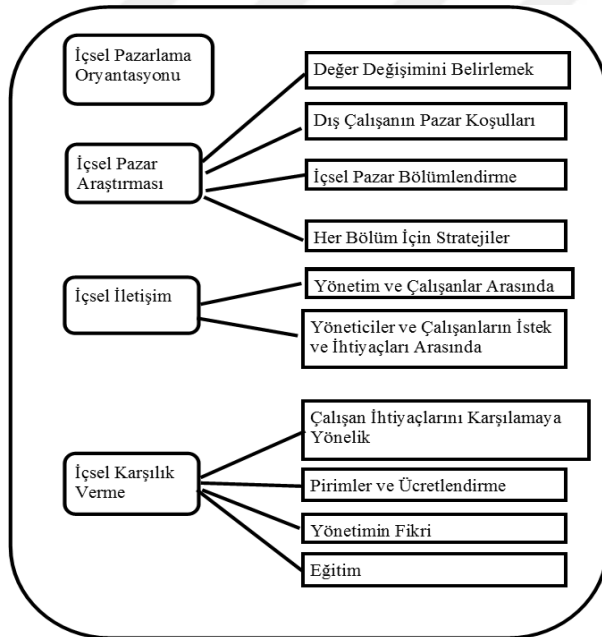 İçsel Pazarlama
Oryantasyonu
İçsel Pazar
Araştırması
Değer Değişimini Belirlemek
Dış Çalışanın Pazar Koşulları
İçsel Pazar Bölümlendirme
Her Bölüm İçin Stratejiler
İçsel İletişim
Yönetim ve Çalışanlar Arasında
Yöneticiler ve Çalışanların İstek
ve İhtiyaçları Arasında
İçsel Karşılık
Verme
Çalışan İhtiyaçlarını Karşılamaya
Yönelik
Pirimler ve Ücretlendirme
Yönetimin Fikri
Eğitim